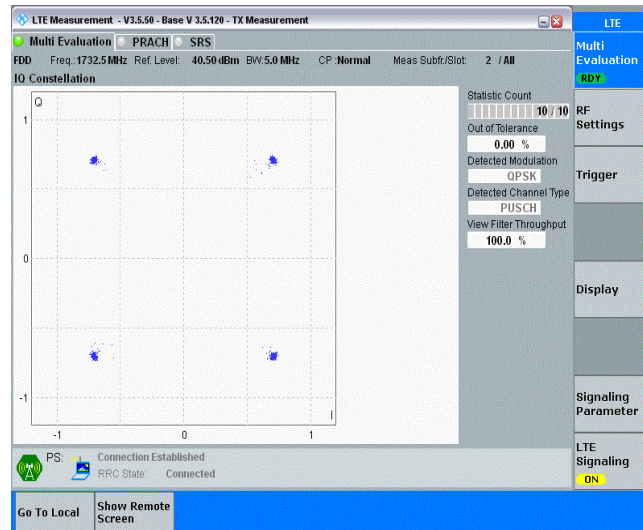 LTE Measurement - V3.5.50 - Base V 3.5.120 - TX Measurement
LTE
Multi Evaluation PRACH SRS
Multi
Evaluation
RDY
FDD Freq.:1732.5 MHz Ref. Level: 40.50 dBm BW:5.0 MHz CP :Normal Meas Subfr./Slot: 2 / All
IQ Constellation
Q
1
0
-1
-1 0 1
I
Statistic Count
10 / 10
Out of Tolerance
0.00 %
Detected Modulation
QPSK
Detected Channel Type
PUSCH
View Filter Throughput
100.0 %
RF
Settings
Trigger
Display
Signaling
Parameter
LTE
Signaling
ON
PS: Connection Established
RRC State: Connected
Go To Local
Show Remote
Screen